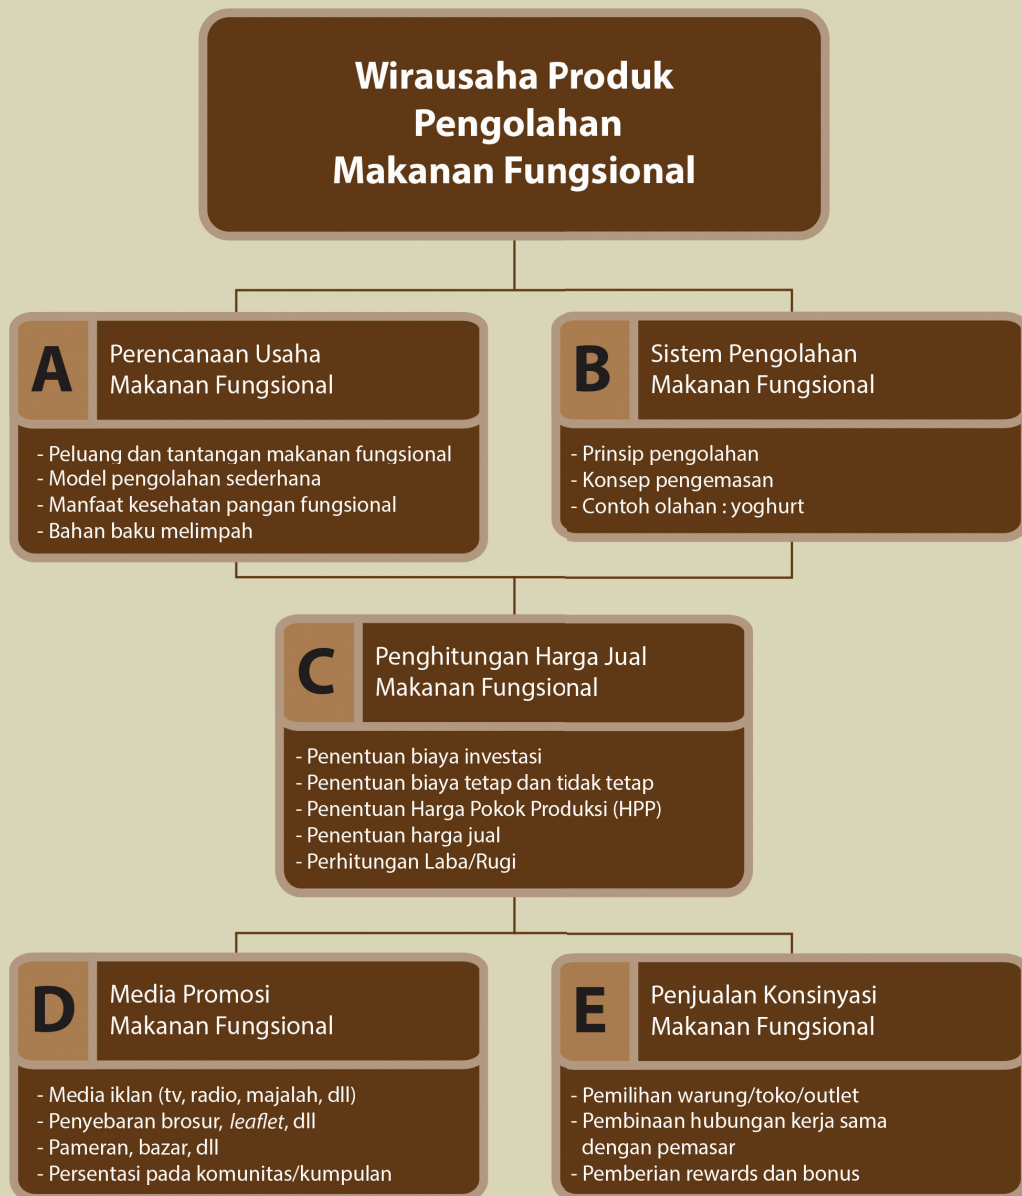 Wirausaha Produk
Pengolahan
Makanan Fungsional
A
Perencanaan Usaha
Makanan Fungsional
- Peluang dan tantangan makanan fungsional
- Model pengolahan sederhana
- Manfaat kesehatan pangan fungsional
- Bahan baku melimpah
B
Sistem Pengolahan
Makanan Fungsional
- Prinsip pengolahan
- Konsep pengemasan
- Contoh olahan : yoghurt
C
Penghitungan Harga Jual
Makanan Fungsional
- Penentuan biaya investasi
- Penentuan biaya tetap dan tidak tetap
- Penentuan Harga Pokok Produksi (HPP)
- Penentuan harga jual
- Perhitungan Laba/Rugi
D
Media Promosi
Makanan Fungsional
- Media iklan (tv, radio, majalah, dll)
- Penyebaran brosur, leaflet, dll
- Pameran, bazar, dll
- Persentasi pada komunitas/kumpulan
E
Penjualan Konsinyasi
Makanan Fungsional
- Pemilihan warung/toko/outlet
- Pembinaan hubungan kerja sama
dengan pemasar
- Pemberian rewards dan bonus